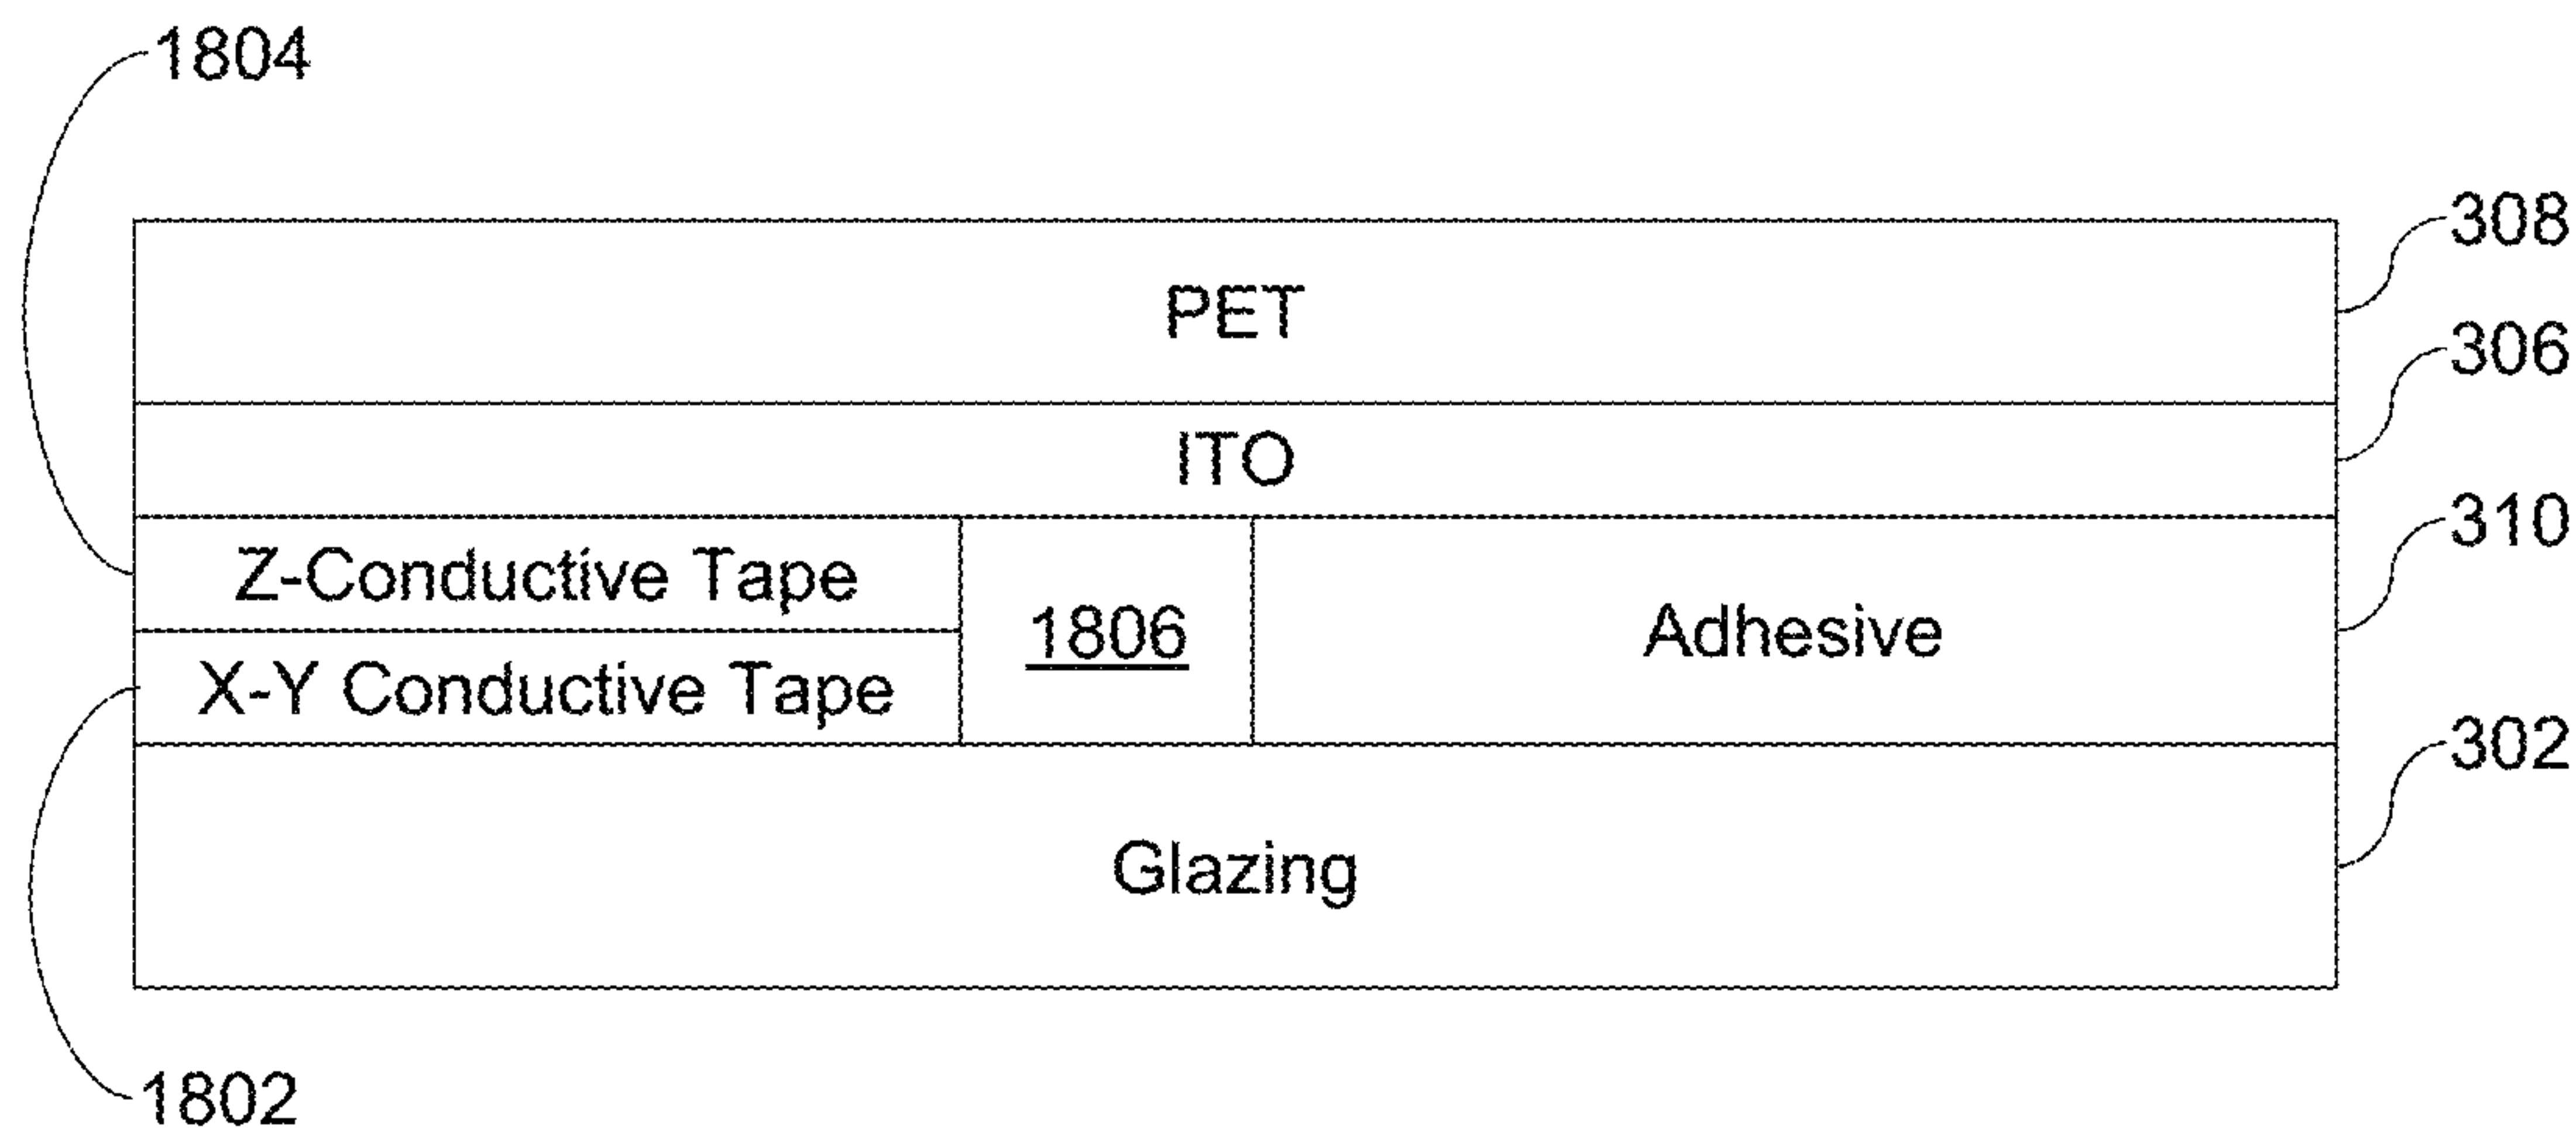 1804
308
PET
306
ITO
310
Z-Conductive Tape
1806
Adhesive
X-Y Conductive Tape
302
Glazing
1802